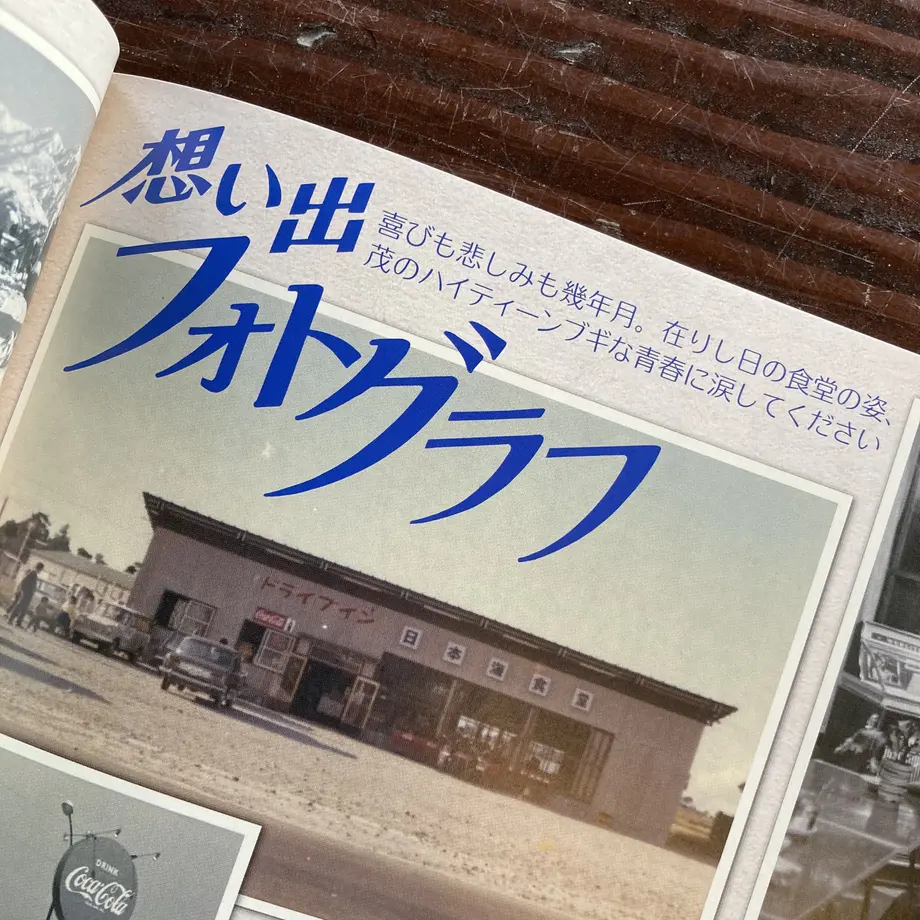 想い出
フォトグラフ
喜びも悲しみも幾年月。在りし日の食堂の姿、
茂のハイティーンブギな青春に涙してください
ドライブイン
Coca-Cola
日本海食堂
DRINK
Coca-Cola